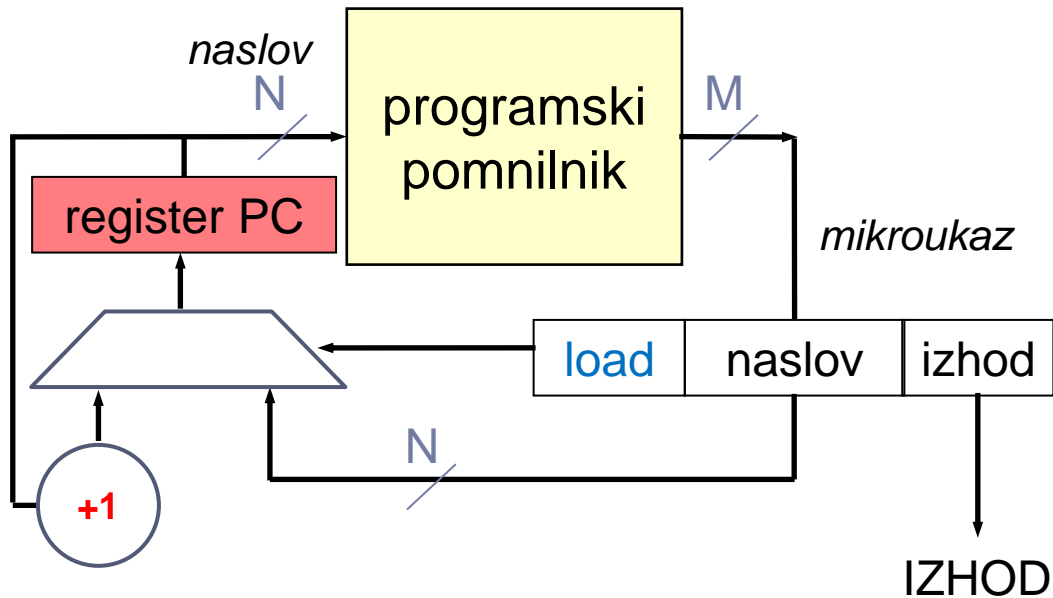 naslov
N
programski
pomnilnik
M
register PC
mikroukaz
load
naslov
izhod
N
+1
IZHOD